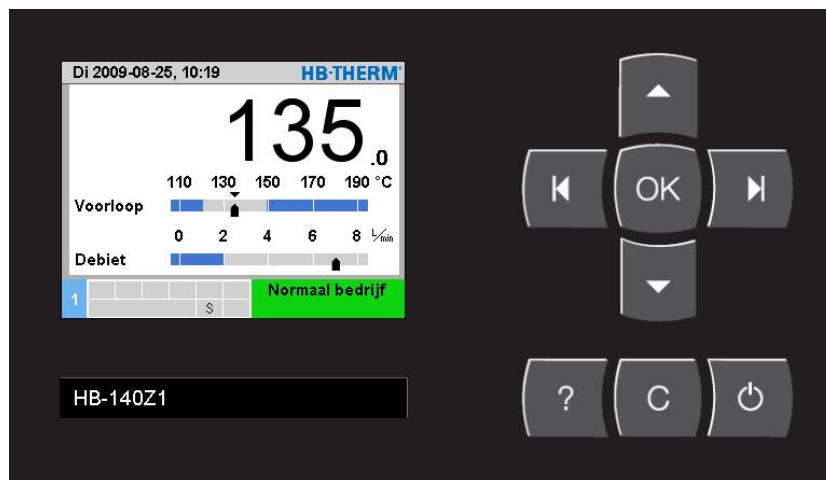 Di 2009-08-25, 10:19 HB-THERM®
135.0
110 130 150 170 190 °C
Voorloop
0 2 4 6 8 L/min
Debiet
1 S Normaal bedrijf
HB-140Z1
OK
? C